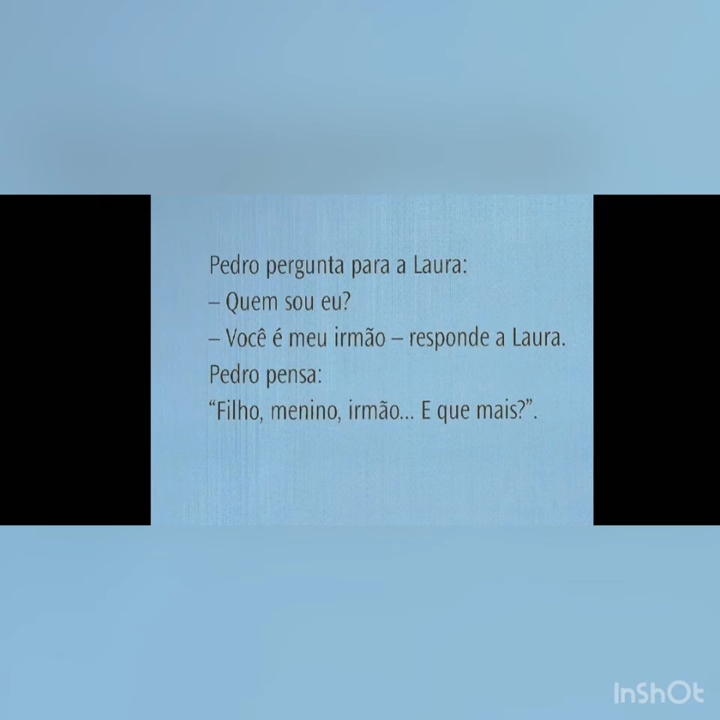 Pedro pergunta para a Laura:
– Quem sou eu?
– Você é meu irmão – responde a Laura.
Pedro pensa:
“Filho, menino, irmão... E que mais?”.
InShOt